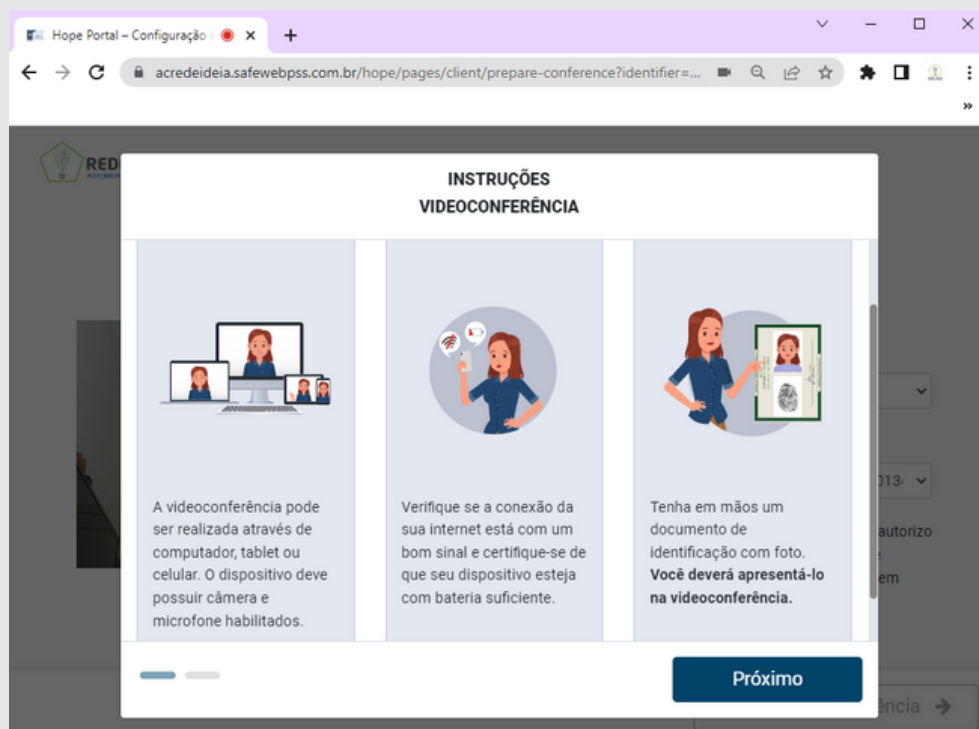 Hope Portal – Configuração
acredeideia.safewebpss.com.br/hope/pages/client/prepare-conference?identifier=...
»
RED
INSTRUÇÕES
VIDEOCONFERÊNCIA
A videoconferência pode
ser realizada através de
computador, tablet ou
celular. O dispositivo deve
possuir câmera e
microfone habilitados.
Verifique se a conexão da
sua internet está com um
bom sinal e certifique-se de
que seu dispositivo esteja
com bateria suficiente.
Tenha em mãos um
documento de
identificação com foto.
Você deverá apresentá-lo
na videoconferência.
013
autorizo
em
Próximo
ência